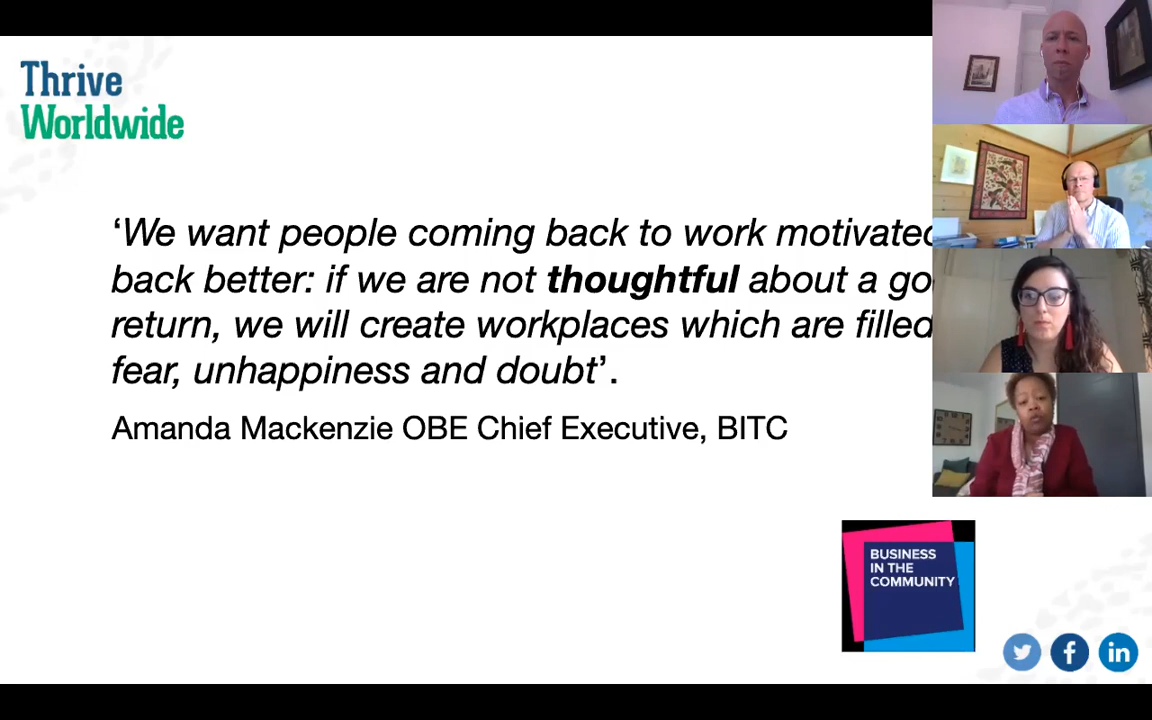 Thrive
Worldwide
‘We want people coming back to work motivated
back better: if we are not thoughtful about a go
return, we will create workplaces which are filled
fear, unhappiness and doubt’.
Amanda Mackenzie OBE Chief Executive, BITC
BUSINESS
IN THE
COMMUNITY